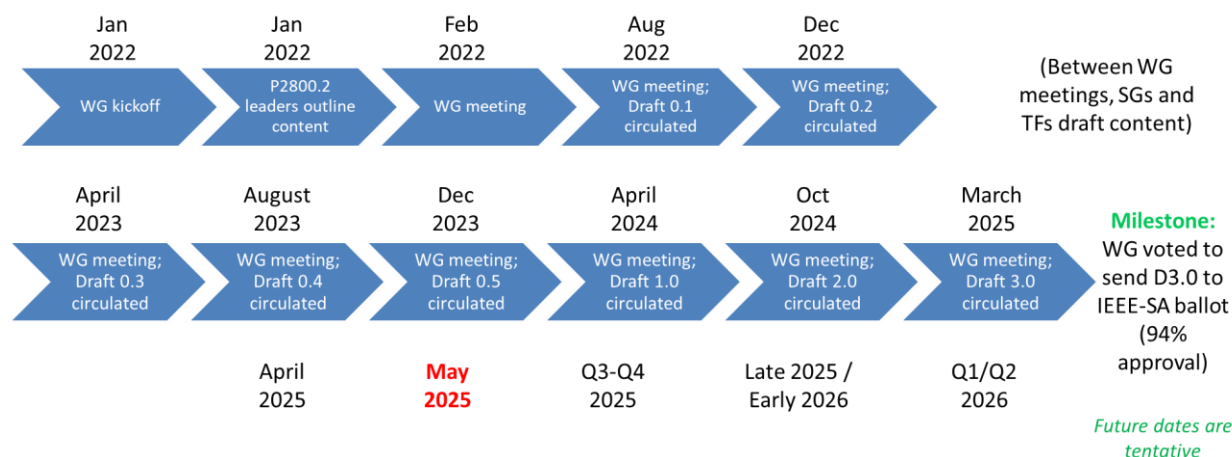 Jan
2022
Jan
2022
Feb
2022
Aug
2022
Dec
2022
WG kickoff
P2800.2
leaders outline
content
WG meeting
WG meeting;
Draft 0.1
circulated
WG meeting;
Draft 0.2
circulated
(Between WG
meetings, SGs and
TFs draft content)
April
2023
August
2023
Dec
2023
April
2024
Oct
2024
March
2025
WG meeting;
Draft 0.3
circulated
WG meeting;
Draft 0.4
circulated
WG meeting;
Draft 0.5
circulated
WG meeting;
Draft 1.0
circulated
WG meeting;
Draft 2.0
circulated
WG meeting;
Draft 3.0
circulated
Milestone:
WG voted to
send D3.0 to
IEEE-SA ballot
(94%
approval)
April
2025
May
2025
Q3-Q4
2025
Late 2025 /
Early 2026
Q1/Q2
2026
Future dates are
tentative